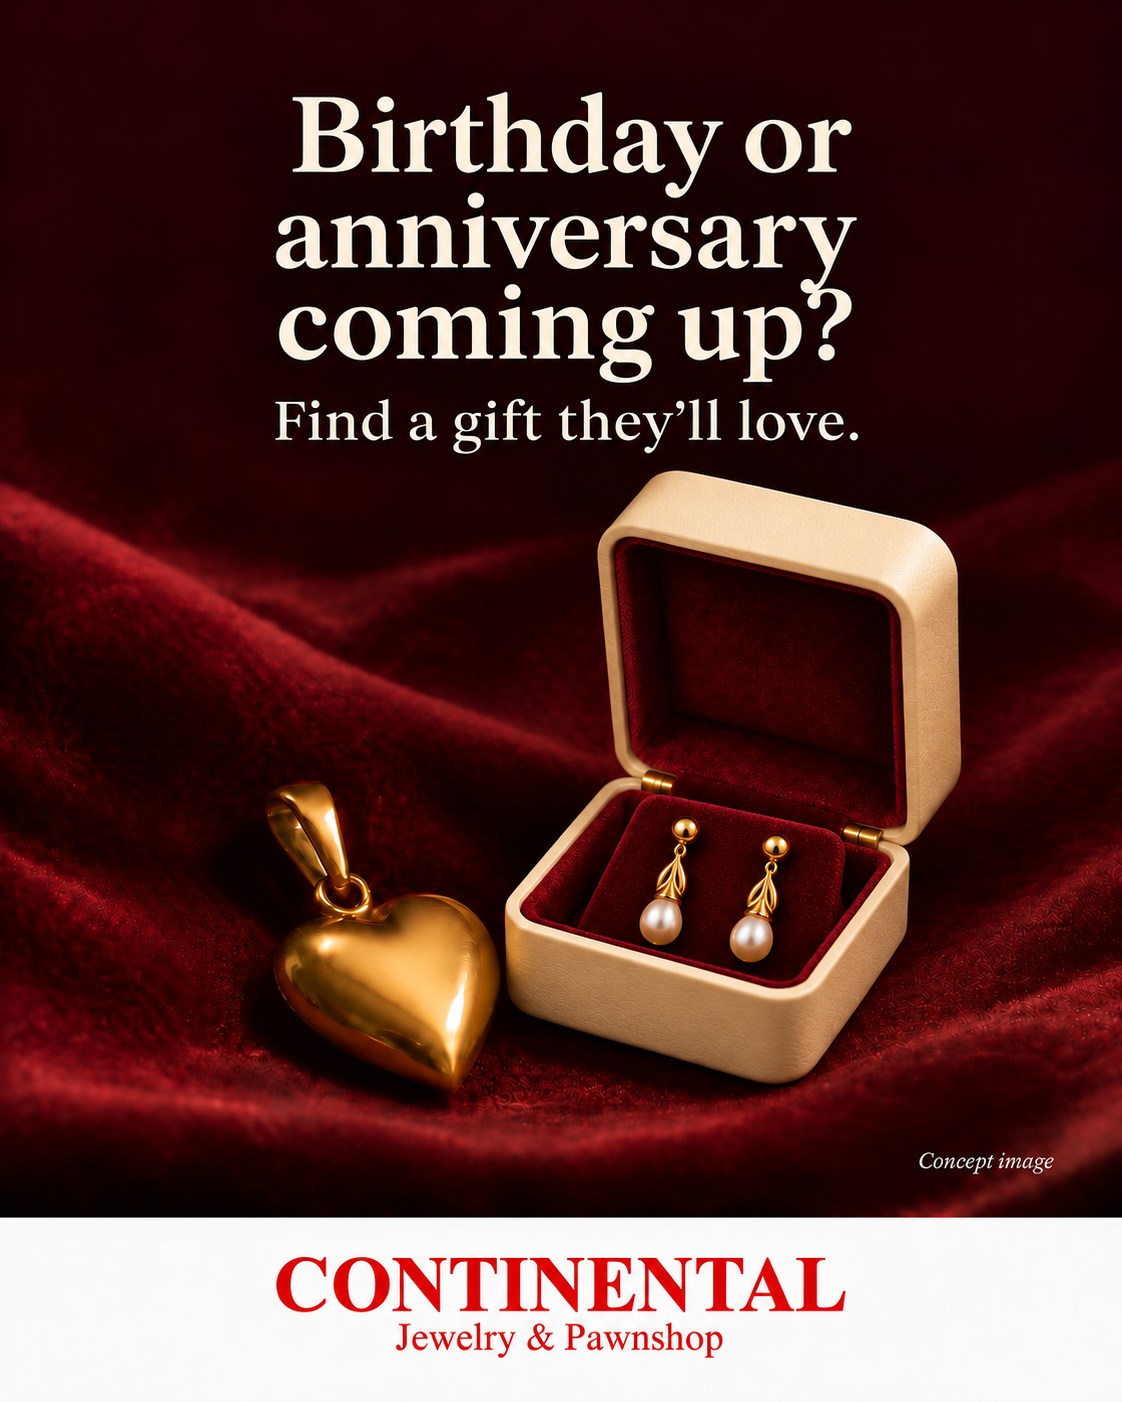 Birthday or
anniversary
coming up?
Find a gift they’ll love.
Concept image
CONTINENTAL
Jewelry & Pawnshop